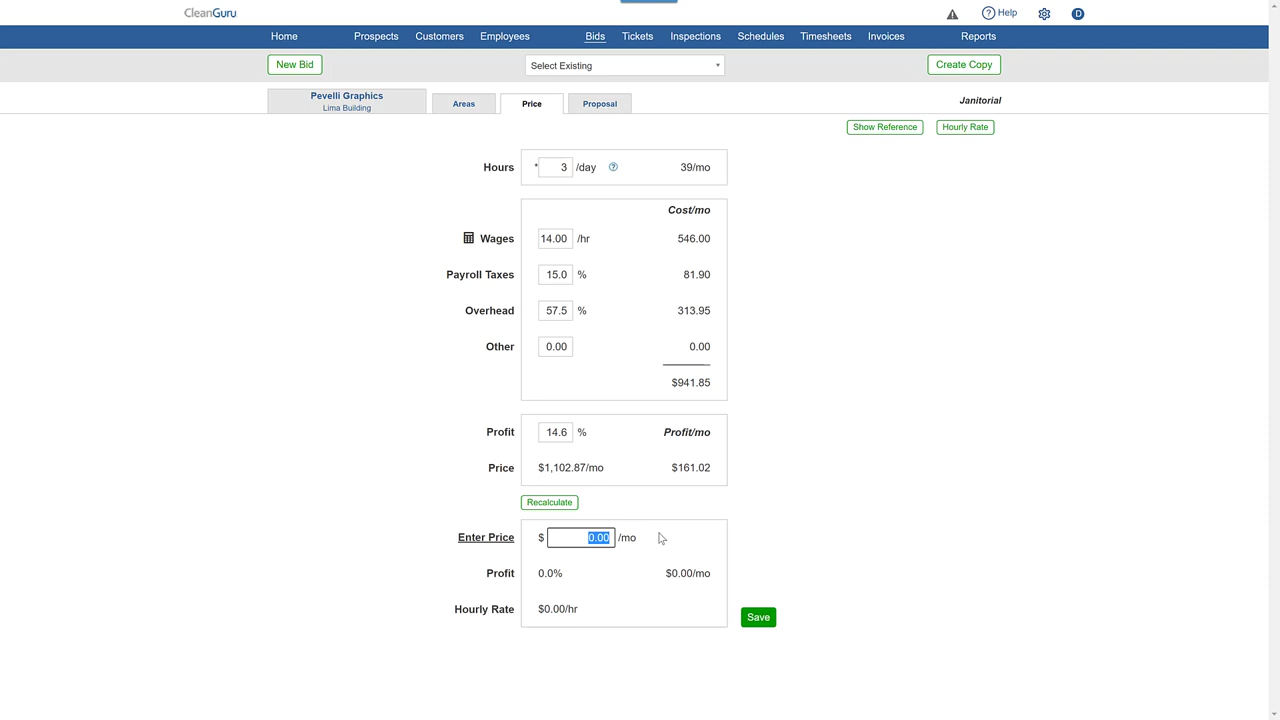 CleanGuru
Help
D
Home Prospects Customers Employees Bids Tickets Inspections Schedules Timesheets Invoices Reports
New Bid Select Existing Create Copy
Pevelli Graphics
Lima Building
Areas Price Proposal Janitorial
Show Reference Hourly Rate
Hours * 3 /day ? 39/mo
Cost/mo
Wages 14.00 /hr 546.00
Payroll Taxes 15.0 % 81.90
Overhead 57.5 % 313.95
Other 0.00 0.00
$941.85
Profit 14.6 % Profit/mo
Price $1,102.87/mo $161.02
Recalculate
Enter Price $ 0.00 /mo
Profit 0.0% $0.00/mo
Hourly Rate $0.00/hr
Save